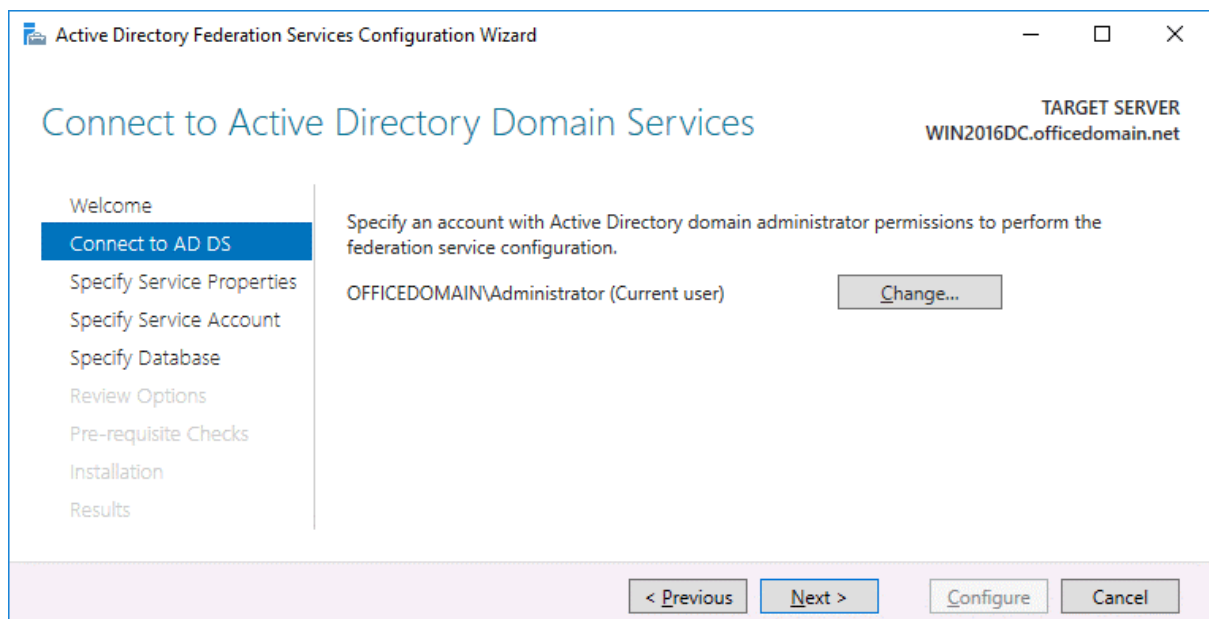 Active Directory Federation Services Configuration Wizard
Connect to Active Directory Domain Services
TARGET SERVER
WIN2016DC.officedomain.net
Welcome
Connect to AD DS
Specify Service Properties
Specify Service Account
Specify Database
Review Options
Pre-requisite Checks
Installation
Results
Specify an account with Active Directory domain administrator permissions to perform the
federation service configuration.
OFFICEDOMAIN\Administrator (Current user)
Change...
< Previous
Next >
Configure
Cancel